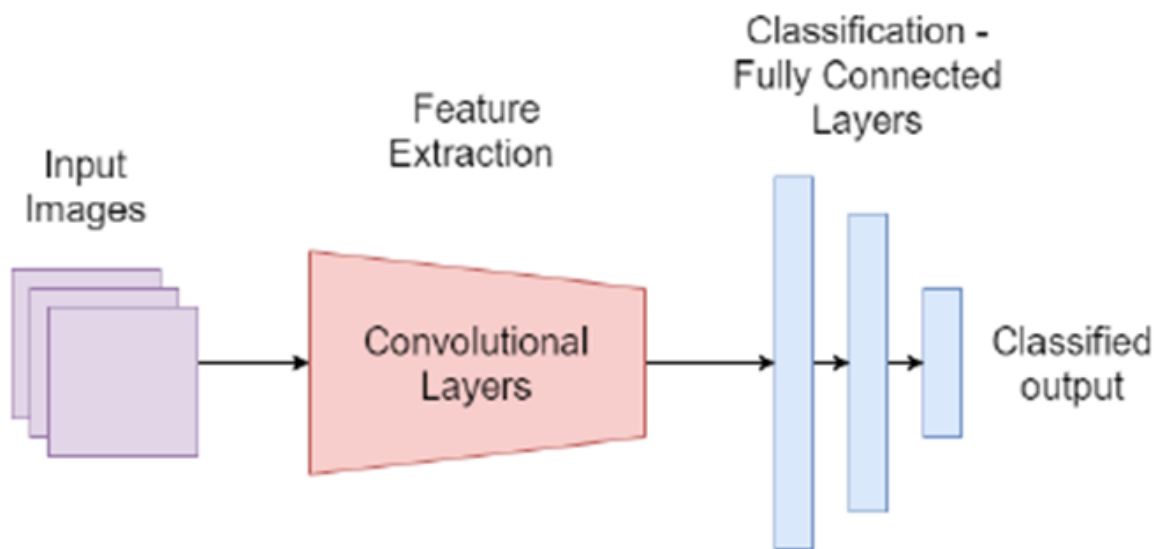 Input
Images
Feature
Extraction
Convolutional
Layers
Classification -
Fully Connected
Layers
Classified
output